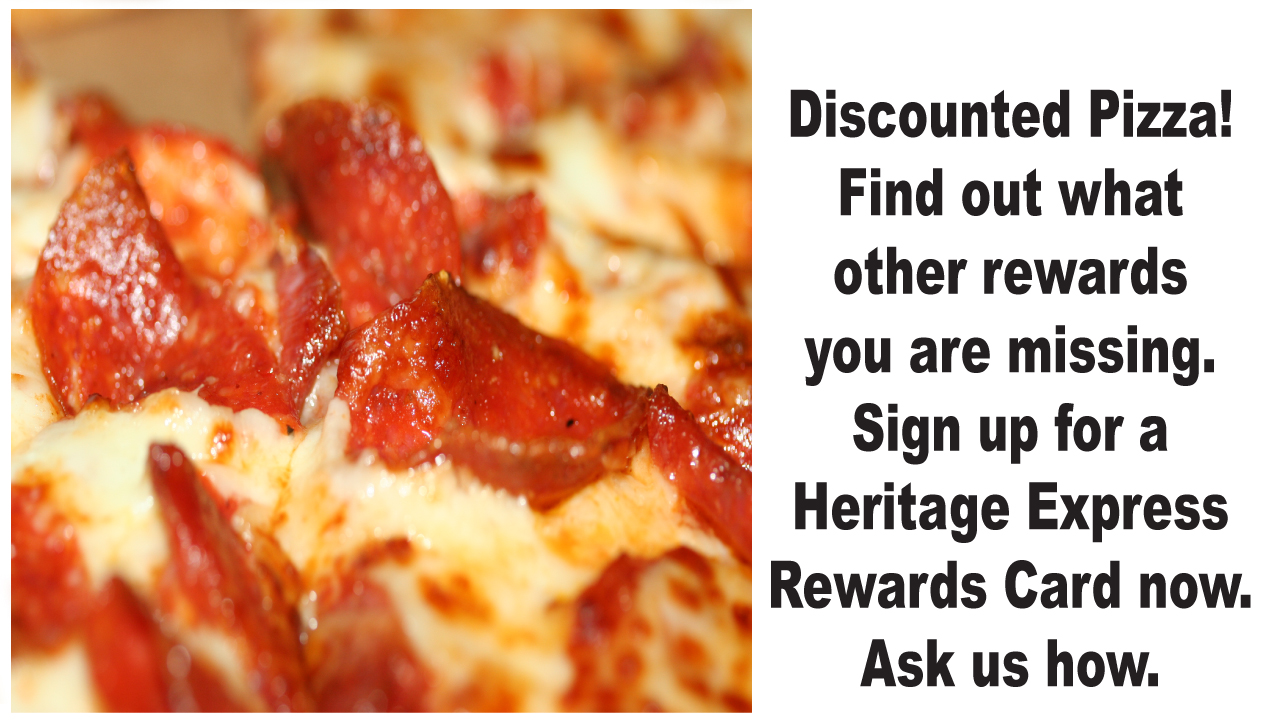 Discounted Pizza!
Find out what
other rewards
you are missing.
Sign up for a
Heritage Express
Rewards Card now.
Ask us how.